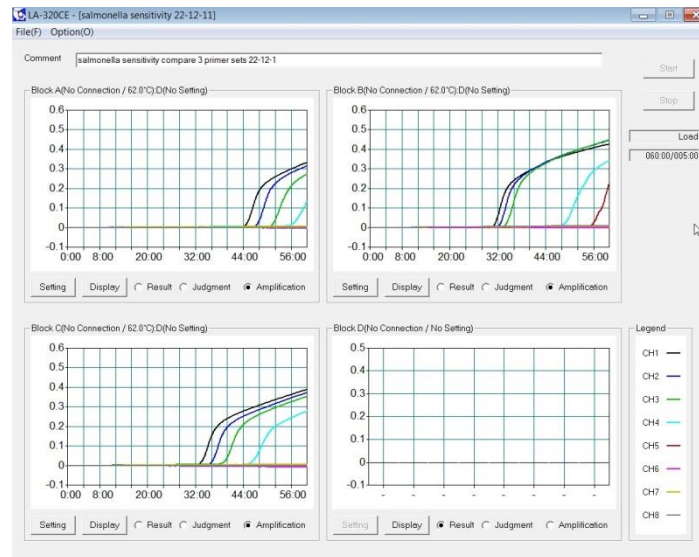 LA-320CE - [salmonella sensitivity 22-12-11]
File(F) Option(O)
Comment salmonella sensitivity compare 3 primer sets 22-12-1
Start
Stop
Load
060:00/005:00
Block A(No Connection / 62.0°C):D(No Setting)
0.6
0.5
0.4
0.3
0.2
0.1
0
-0.1
0:00 8:00 20:00 32:00 44:00 56:00
Setting Display Result Judgment Amplification
Block B(No Connection / 62.0°C):D(No Setting)
0.6
0.5
0.4
0.3
0.2
0.1
0
-0.1
0:00 8:00 20:00 32:00 44:00 56:00
Setting Display Result Judgment Amplification
Block C(No Connection / 62.0°C):D(No Setting)
0.6
0.5
0.4
0.3
0.2
0.1
0
-0.1
0:00 8:00 20:00 32:00 44:00 56:00
Setting Display Result Judgment Amplification
Block D(No Connection / No Setting)
0.5
0.4
0.3
0.2
0.1
0
-0.1
- - - - - - - -
Setting Display Result Judgment Amplification
Legend
CH1
CH2
CH3
CH4
CH5
CH6
CH7
CH8